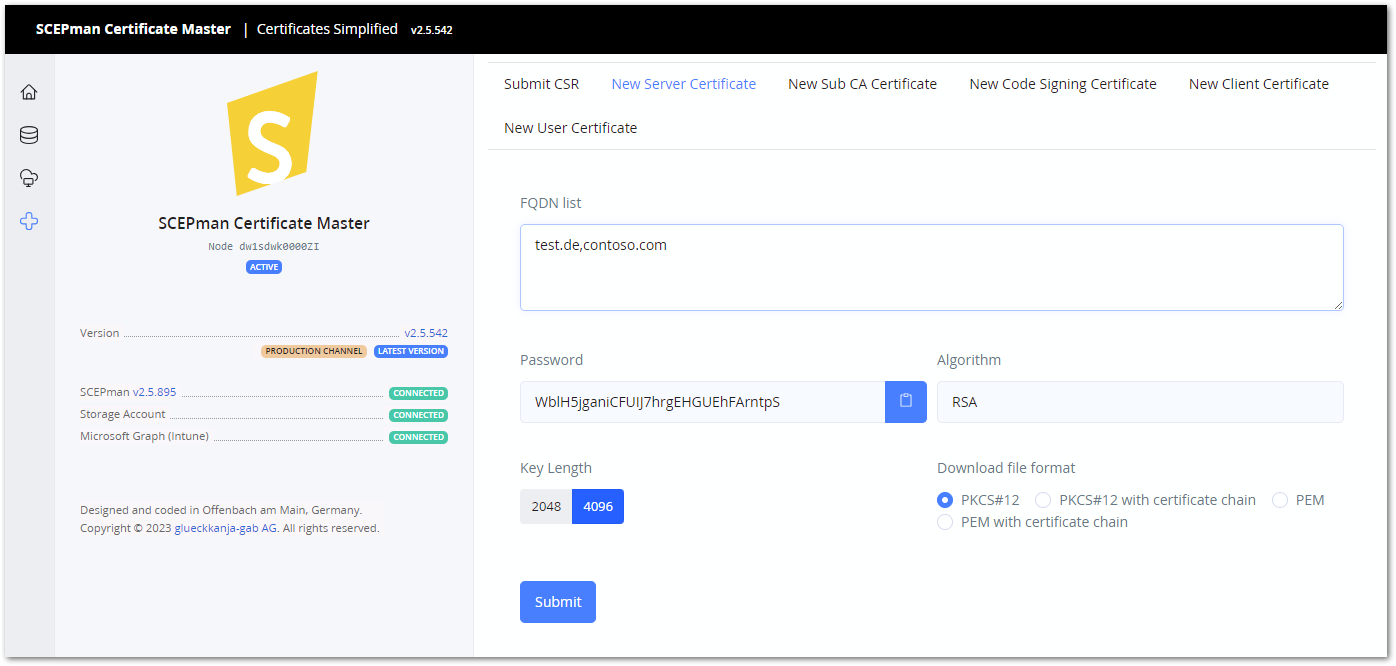 SCEPman Certificate Master | Certificates Simplified v2.5.542
S
SCEPman Certificate Master
Node dw1sdwk0000ZI
ACTIVE
Version v2.5.542
PRODUCTION CHANNEL LATEST VERSION
SCEPman v2.5.895 CONNECTED
Storage Account CONNECTED
Microsoft Graph (Intune) CONNECTED
Designed and coded in Offenbach am Main, Germany.
Copyright © 2023 glueckkanja-gab AG. All rights reserved.
Submit CSR New Server Certificate New Sub CA Certificate New Code Signing Certificate New Client Certificate
New User Certificate
FQDN list
test.de,contoso.com
Password Algorithm
WblH5jganiCFUIJ7hrgEHGUEhFArntpS RSA
Key Length Download file format
2048 4096 PKCS#12 PKCS#12 with certificate chain PEM
PEM with certificate chain
Submit